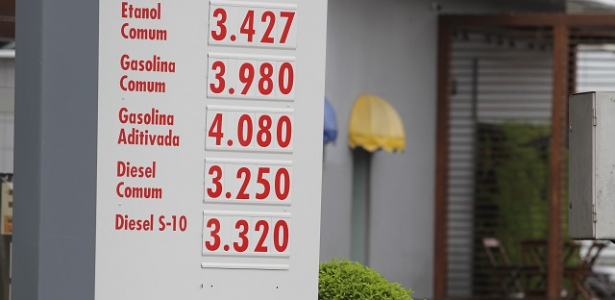 Etanol
Comum
3.427
Gasolina
Comum
3.980
Gasolina
Aditivada
4.080
Diesel
Comum
3.250
Diesel S-10
3.320